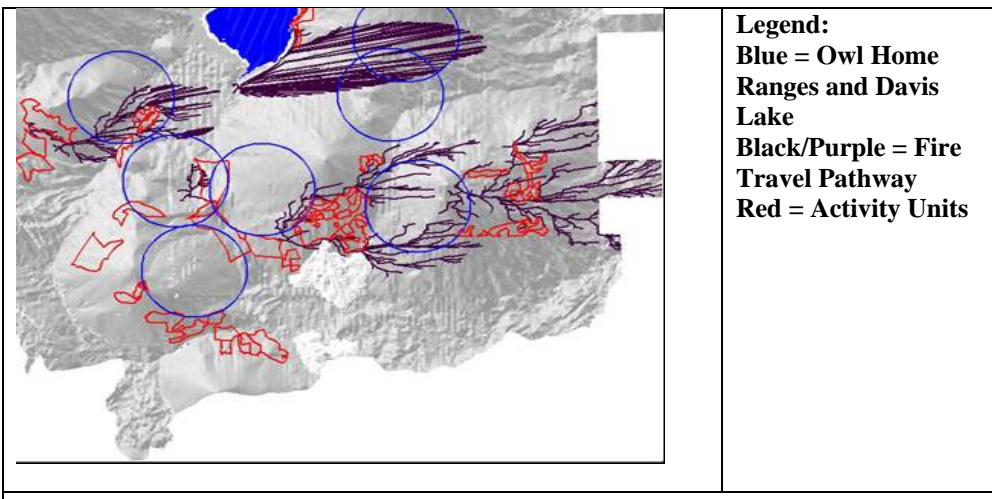 Legend:
Blue = Owl Home
Ranges and Davis
Lake
Black/Purple = Fire
Travel Pathway
Red = Activity Units